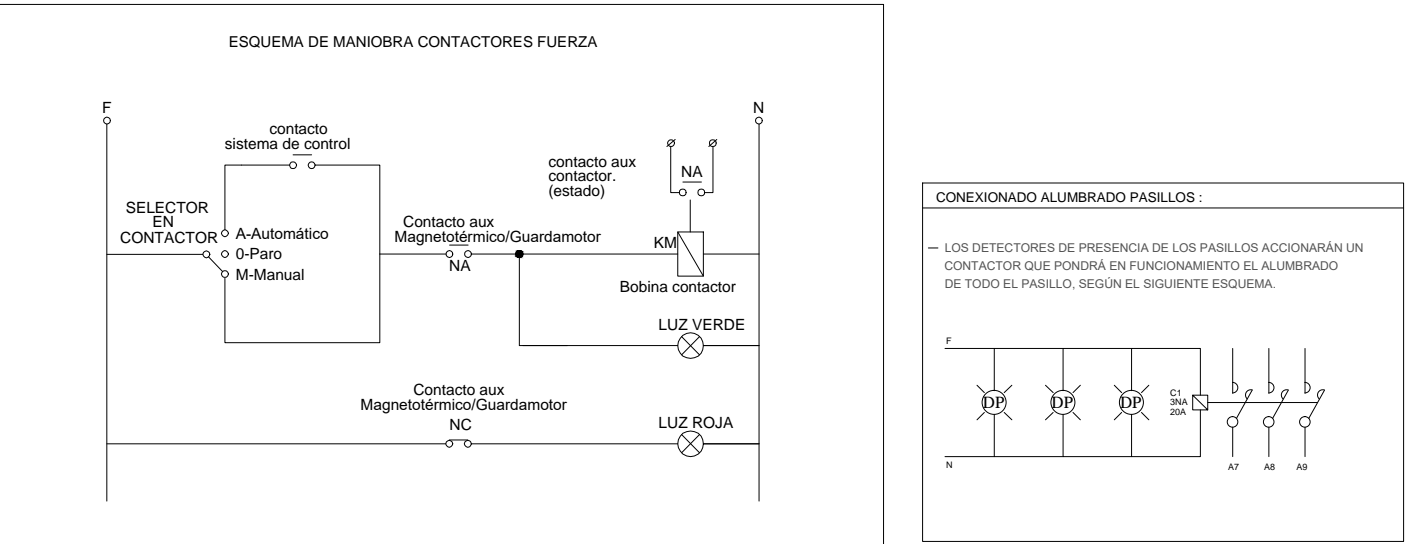 ESQUEMA DE MANIOBRA CONTACTORES FUERZA
F
N
contacto
sistema de control
contacto aux
contactor.
(estado)
NA
SELECTOR
EN
CONTACTOR
A-Automático
0-Paro
M-Manual
Contacto aux
Magnetotérmico/Guardamotor
NA
KM
Bobina contactor
LUZ VERDE
Contacto aux
Magnetotérmico/Guardamotor
NC
LUZ ROJA
CONEXIONADO ALUMBRADO PASILLOS :
— LOS DETECTORES DE PRESENCIA DE LOS PASILLOS ACCIONARÁN UN
CONTACTOR QUE PONDRÁ EN FUNCIONAMIENTO EL ALUMBRADO
DE TODO EL PASILLO, SEGÚN EL SIGUIENTE ESQUEMA.
F
DP DP DP
C1
3NA
20A
N
A7 A8 A9